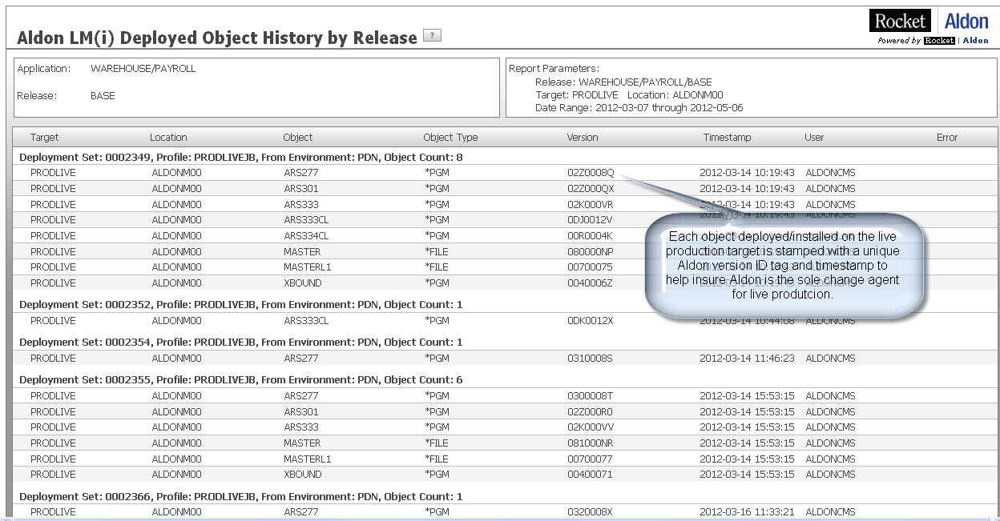 Rocket Aldon
Aldon LM(i) Deployed Object History by Release ?
Powered by Rocket | Aldon
Application: WAREHOUSE/PAYROLL
Release: BASE
Report Parameters:
Release: WAREHOUSE/PAYROLL/BASE
Target: PRODLIVE Location: ALDONM00
Date Range: 2012-03-07 through 2012-05-06
Target Location Object Object Type Version Timestamp User Error
Deployment Set: 0002349, Profile: PRODLIVEJB, From Environment: PDN, Object Count: 8
PRODLIVE ALDONM00 ARS277 *PGM 02Z0008Q 2012-03-14 10:19:43 ALDONCMS
PRODLIVE ALDONM00 ARS301 *PGM 02Z000QX 2012-03-14 10:19:43 ALDONCMS
PRODLIVE ALDONM00 ARS333 *PGM 02K000VR 2012-03-14 10:19:43 ALDONCMS
PRODLIVE ALDONM00 ARS333CL *PGM 0DJ0012V 2012-03-14 10:19:43 ALDONCMS
PRODLIVE ALDONM00 ARS334CL *PGM 00R0004K
PRODLIVE ALDONM00 MASTER *FILE 080000NP
PRODLIVE ALDONM00 MASTERL1 *FILE 00700075
PRODLIVE ALDONM00 XBOUND *PGM 0040006Z
Each object deployed/installed on the live
production target is stamped with a unique
Aldon version ID tag and timestamp to
help insure Aldon is the sole change agent
for live produtcion.
Deployment Set: 0002352, Profile: PRODLIVEJB, From Environment: PDN, Object Count: 1
PRODLIVE ALDONM00 ARS333CL *PGM 0DK0012X 2012-03-14 10:44:08 ALDONCMS
Deployment Set: 0002354, Profile: PRODLIVEJB, From Environment: PDN, Object Count: 1
PRODLIVE ALDONM00 ARS277 *PGM 0310008S 2012-03-14 11:46:23 ALDONCMS
Deployment Set: 0002355, Profile: PRODLIVEJB, From Environment: PDN, Object Count: 6
PRODLIVE ALDONM00 ARS277 *PGM 0300008T 2012-03-14 15:53:15 ALDONCMS
PRODLIVE ALDONM00 ARS301 *PGM 02Z000R0 2012-03-14 15:53:15 ALDONCMS
PRODLIVE ALDONM00 ARS333 *PGM 02K000VV 2012-03-14 15:53:15 ALDONCMS
PRODLIVE ALDONM00 MASTER *FILE 081000NR 2012-03-14 15:53:15 ALDONCMS
PRODLIVE ALDONM00 MASTERL1 *FILE 00700077 2012-03-14 15:53:15 ALDONCMS
PRODLIVE ALDONM00 XBOUND *PGM 00400071 2012-03-14 15:53:15 ALDONCMS
Deployment Set: 0002366, Profile: PRODLIVEJB, From Environment: PDN, Object Count: 1
PRODLIVE ALDONM00 ARS277 *PGM 0320008X 2012-03-16 11:33:21 ALDONCMS